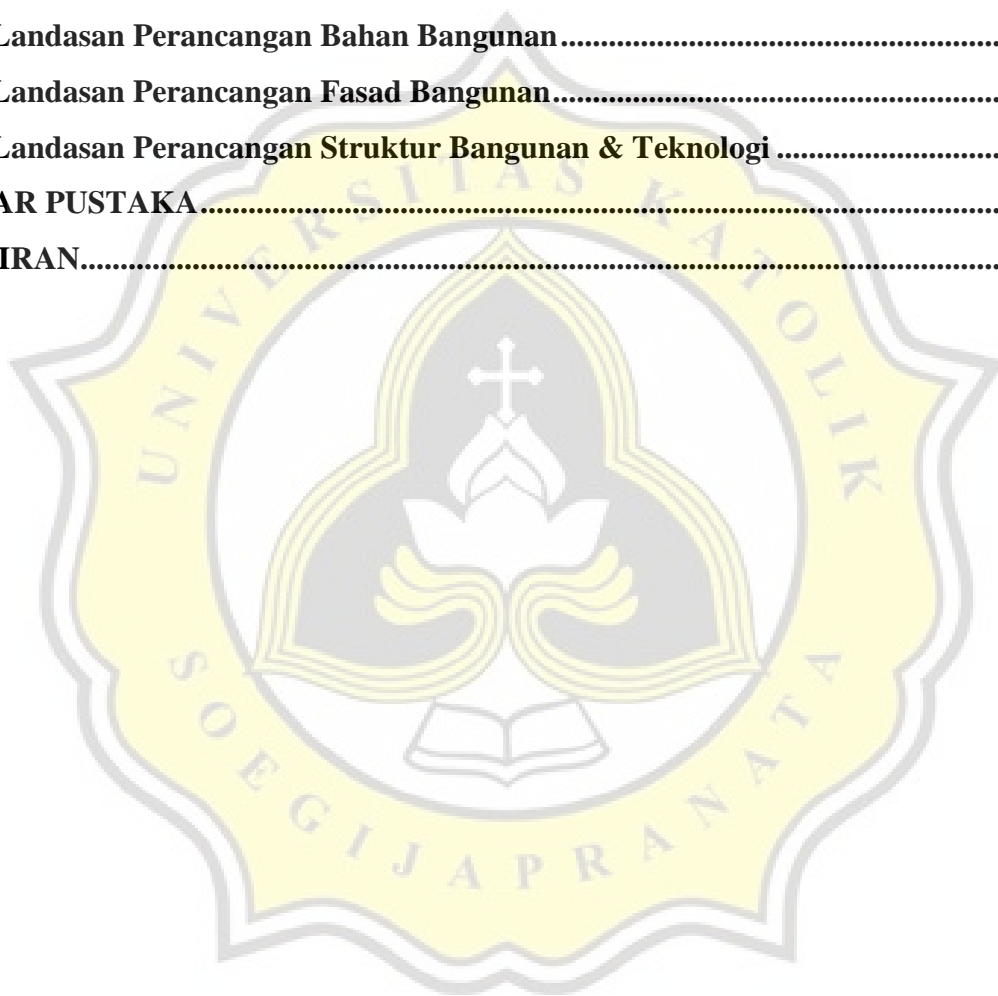 Landasan Perancangan Bahan Bangunan................................................
Landasan Perancangan Fasad Bangunan.................................................
Landasan Perancangan Struktur Bangunan & Teknologi............................
AR PUSTAKA.........................................................................................
IRAN.......................................................................................................
UNIVERSITAS KATOLIK
SOEGIJAPRANATA